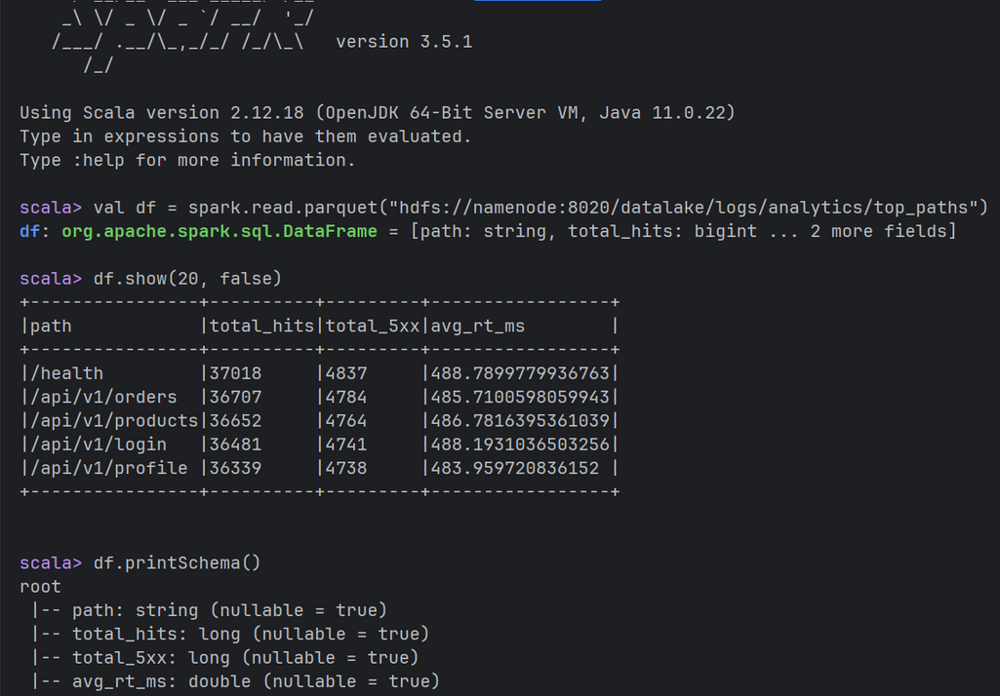 _\ \/ _ \/ _ `/ __/  '_/
/___/ .__/\_,_/_/ /_/\_\   version 3.5.1
/_/
Using Scala version 2.12.18 (OpenJDK 64-Bit Server VM, Java 11.0.22)
Type in expressions to have them evaluated.
Type :help for more information.
scala> val df = spark.read.parquet("hdfs://namenode:8020/datalake/logs/analytics/top_paths")
df: org.apache.spark.sql.DataFrame = [path: string, total_hits: bigint ... 2 more fields]
scala> df.show(20, false)
+----------------+----------+---------+-----------------+
|path            |total_hits|total_5xx|avg_rt_ms        |
+----------------+----------+---------+-----------------+
|/health         |37018     |4837     |488.7899779936763|
|/api/v1/orders  |36707     |4784     |485.7100598059943|
|/api/v1/products|36652     |4764     |486.7816395361039|
|/api/v1/login   |36481     |4741     |488.1931036503256|
|/api/v1/profile |36339     |4738     |483.959720836152 |
+----------------+----------+---------+-----------------+
scala> df.printSchema()
root
 |-- path: string (nullable = true)
 |-- total_hits: long (nullable = true)
 |-- total_5xx: long (nullable = true)
 |-- avg_rt_ms: double (nullable = true)